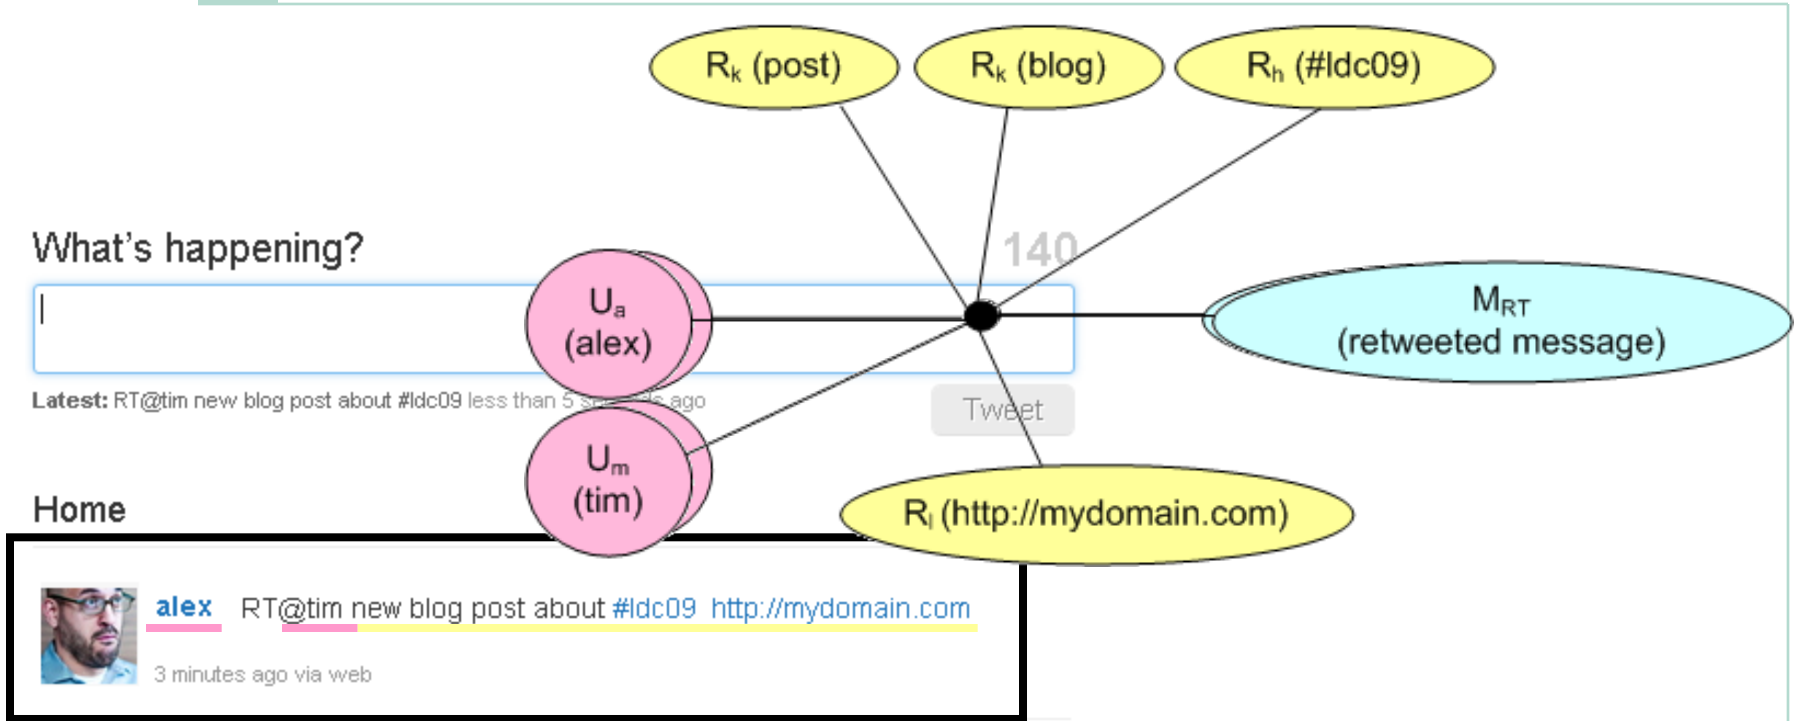 Rk (post)
Rk (blog)
Rh (#ldc09)
What's happening?
140
Ua
(alex)
MRT
(retweeted message)
Latest: RT@tim new blog post about #ldc09 less than 5 ago
Tweet
Um
(tim)
Home
Rl (http://mydomain.com)
alex RT@tim new blog post about #ldc09 http://mydomain.com
3 minutes ago via web